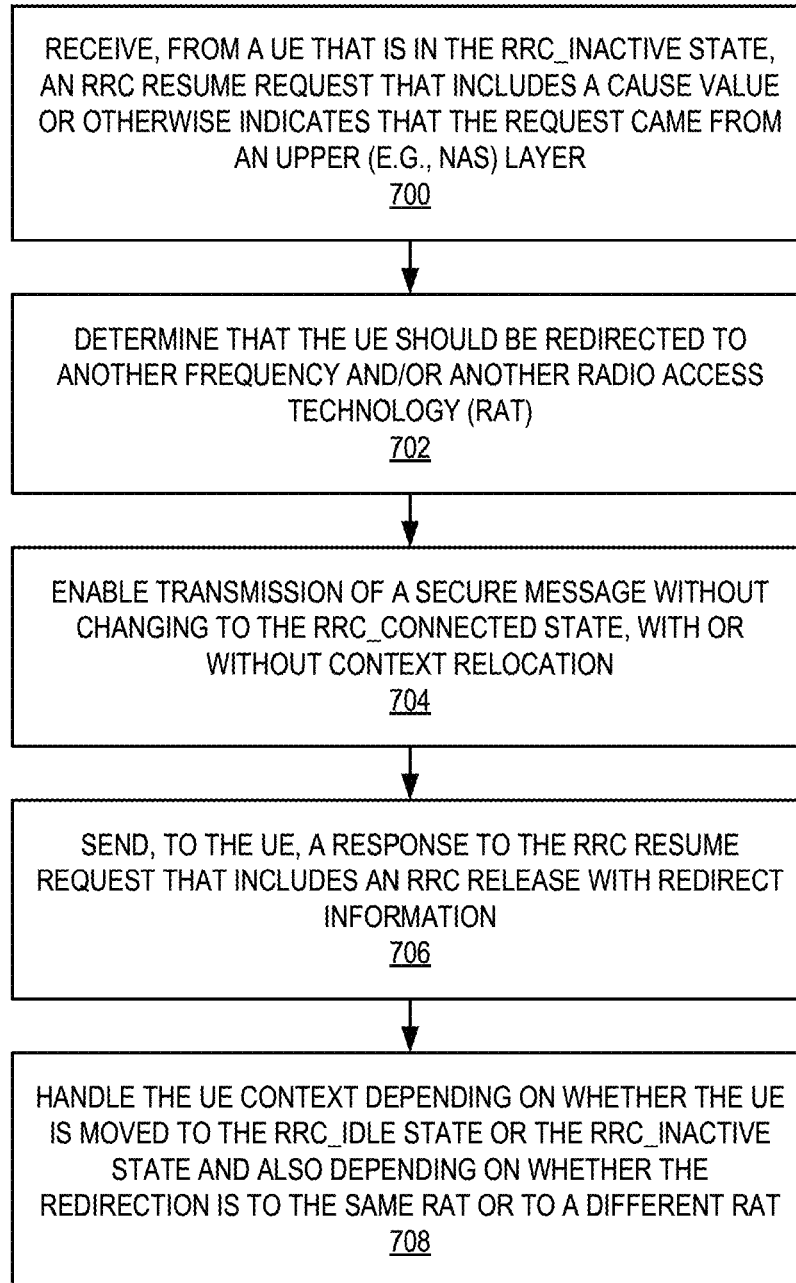 RECEIVE, FROM A UE THAT IS IN THE RRC_INACTIVE STATE,
AN RRC RESUME REQUEST THAT INCLUDES A CAUSE VALUE
OR OTHERWISE INDICATES THAT THE REQUEST CAME FROM
AN UPPER (E.G., NAS) LAYER
700
DETERMINE THAT THE UE SHOULD BE REDIRECTED TO
ANOTHER FREQUENCY AND/OR ANOTHER RADIO ACCESS
TECHNOLOGY (RAT)
702
ENABLE TRANSMISSION OF A SECURE MESSAGE WITHOUT
CHANGING TO THE RRC_CONNECTED STATE, WITH OR
WITHOUT CONTEXT RELOCATION
704
SEND, TO THE UE, A RESPONSE TO THE RRC RESUME
REQUEST THAT INCLUDES AN RRC RELEASE WITH REDIRECT
INFORMATION
706
HANDLE THE UE CONTEXT DEPENDING ON WHETHER THE UE
IS MOVED TO THE RRC_IDLE STATE OR THE RRC_INACTIVE
STATE AND ALSO DEPENDING ON WHETHER THE
REDIRECTION IS TO THE SAME RAT OR TO A DIFFERENT RAT
708